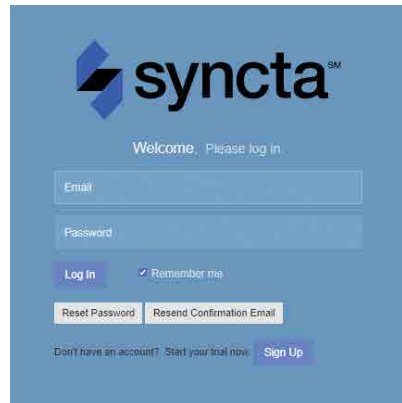 syncta℠
Welcome. Please log in.
Email
Password
Log In Remember me
Reset Password Resend Confirmation Email
Don't have an account? Start your trial now. Sign Up